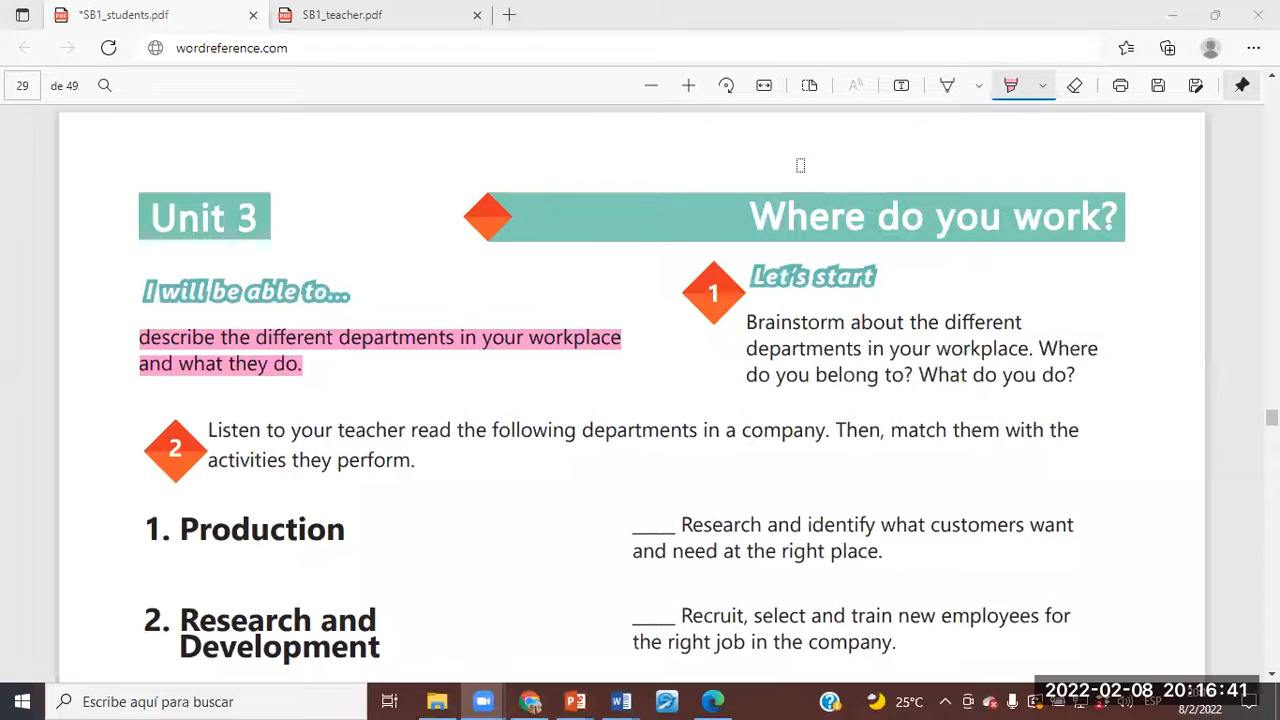 *SB1_students.pdf
SB1_teacher.pdf
wordreference.com
29 de 49
Unit 3
Where do you work?
I will be able to...
describe the different departments in your workplace
and what they do.
1
Let's start
Brainstorm about the different
departments in your workplace. Where
do you belong to? What do you do?
2
Listen to your teacher read the following departments in a company. Then, match them with the
activities they perform.
1. Production
____ Research and identify what customers want
and need at the right place.
2. Research and
Development
____ Recruit, select and train new employees for
the right job in the company.
Escribe aquí para buscar
25°C
2022-02-08 20:16:41
8/2/2022